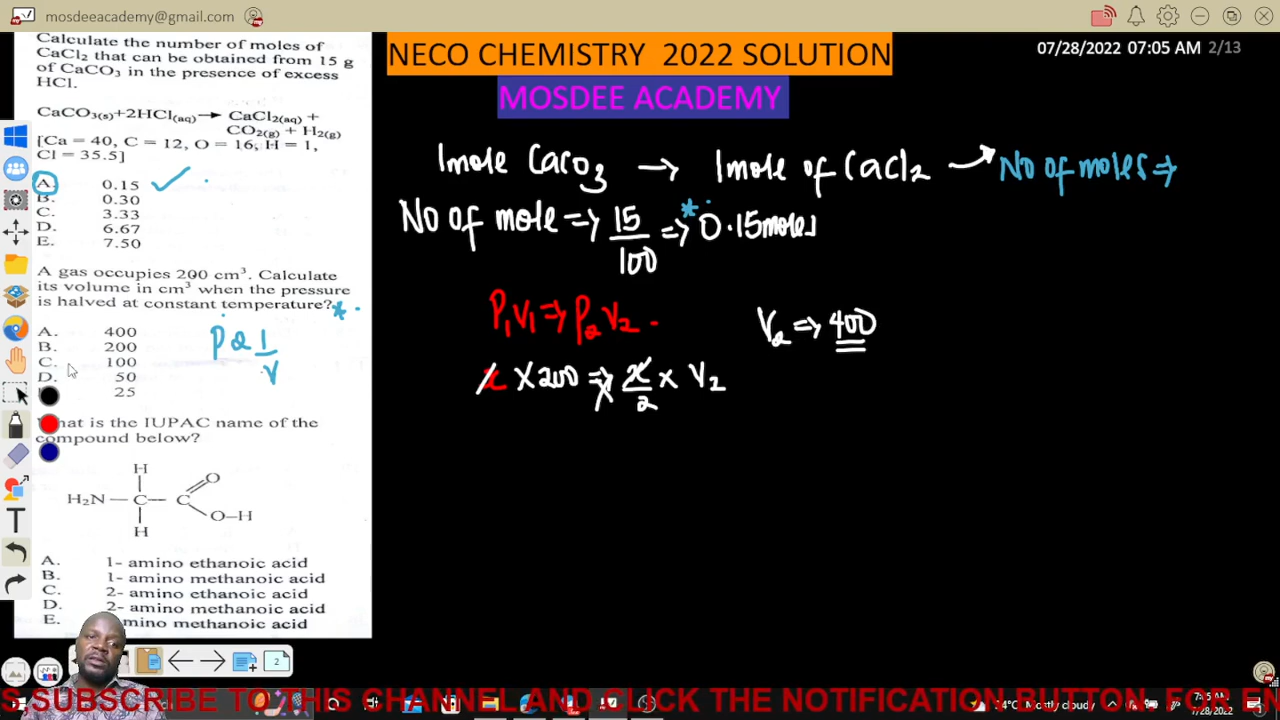 mosdeeacademy@gmail.com
07/28/2022 07:05 AM 2/13
NECO CHEMISTRY 2022 SOLUTION
MOSDEE ACADEMY
Calculate the number of moles of
CaCl₂ that can be obtained from 15 g
of CaCO₃ in the presence of excess
HCl.
CaCO₃(s)+2HCl(aq) → CaCl₂(aq) +
CO₂(g) + H₂(g)
[Ca = 40, C = 12, O = 16, H = 1,
Cl = 35.5]
A. 0.15 ✓
B. 0.30
C. 3.33
D. 6.67
E. 7.50
A gas occupies 200 cm³. Calculate
its volume in cm³ when the pressure
is halved at constant temperature? *
A. 400
B. 200
C. 100
D. 50
25
P α 1/V
What is the IUPAC name of the
compound below?
H
H₂N—C—C
O
O–H
H
A. 1- amino ethanoic acid
B. 1- amino methanoic acid
C. 2- amino ethanoic acid
D. 2- amino methanoic acid
E. amino methanoic acid
1mole CaCO₃ → 1mole of CaCl₂ → No of moles ⇒
No of mole ⇒ 15/100 ⇒ *0.15moles
P₁V₁ ⇒ P₂V₂
V₂ ⇒ 400
x × 200 ⇒ x/2 × V₂
2
S SUBSCRIBE TO THIS CHANNEL AND CLICK THE NOTIFICATION BUTTON. FOR
7/28/2022